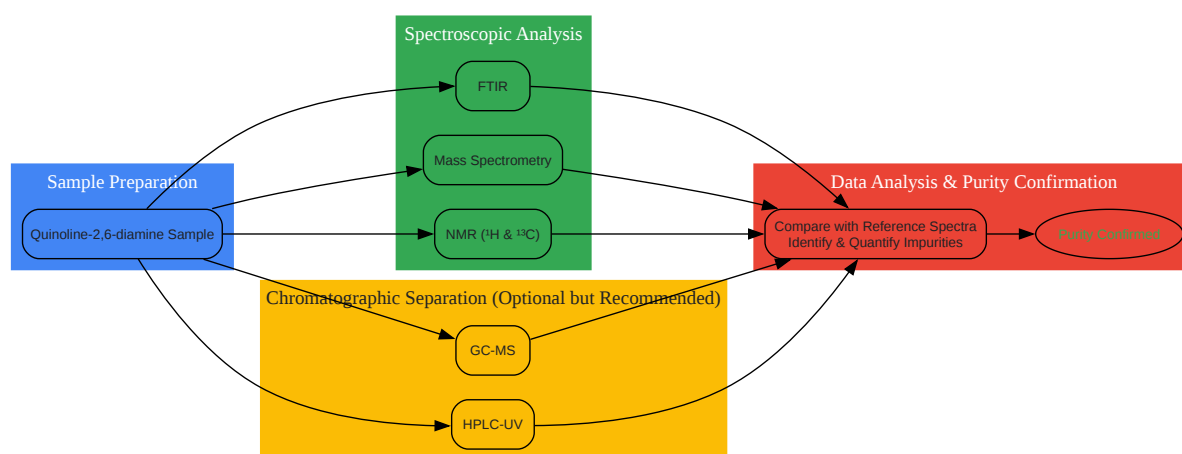 Spectroscopic Analysis
FTIR
Mass Spectrometry
NMR (¹H & ¹³C)
Sample Preparation
Quinoline-2,6-diamine Sample
Chromatographic Separation (Optional but Recommended)
GC-MS
HPLC-UV
Data Analysis & Purity Confirmation
Compare with Reference Spectra
Identify & Quantify Impurities
Purity Confirmed